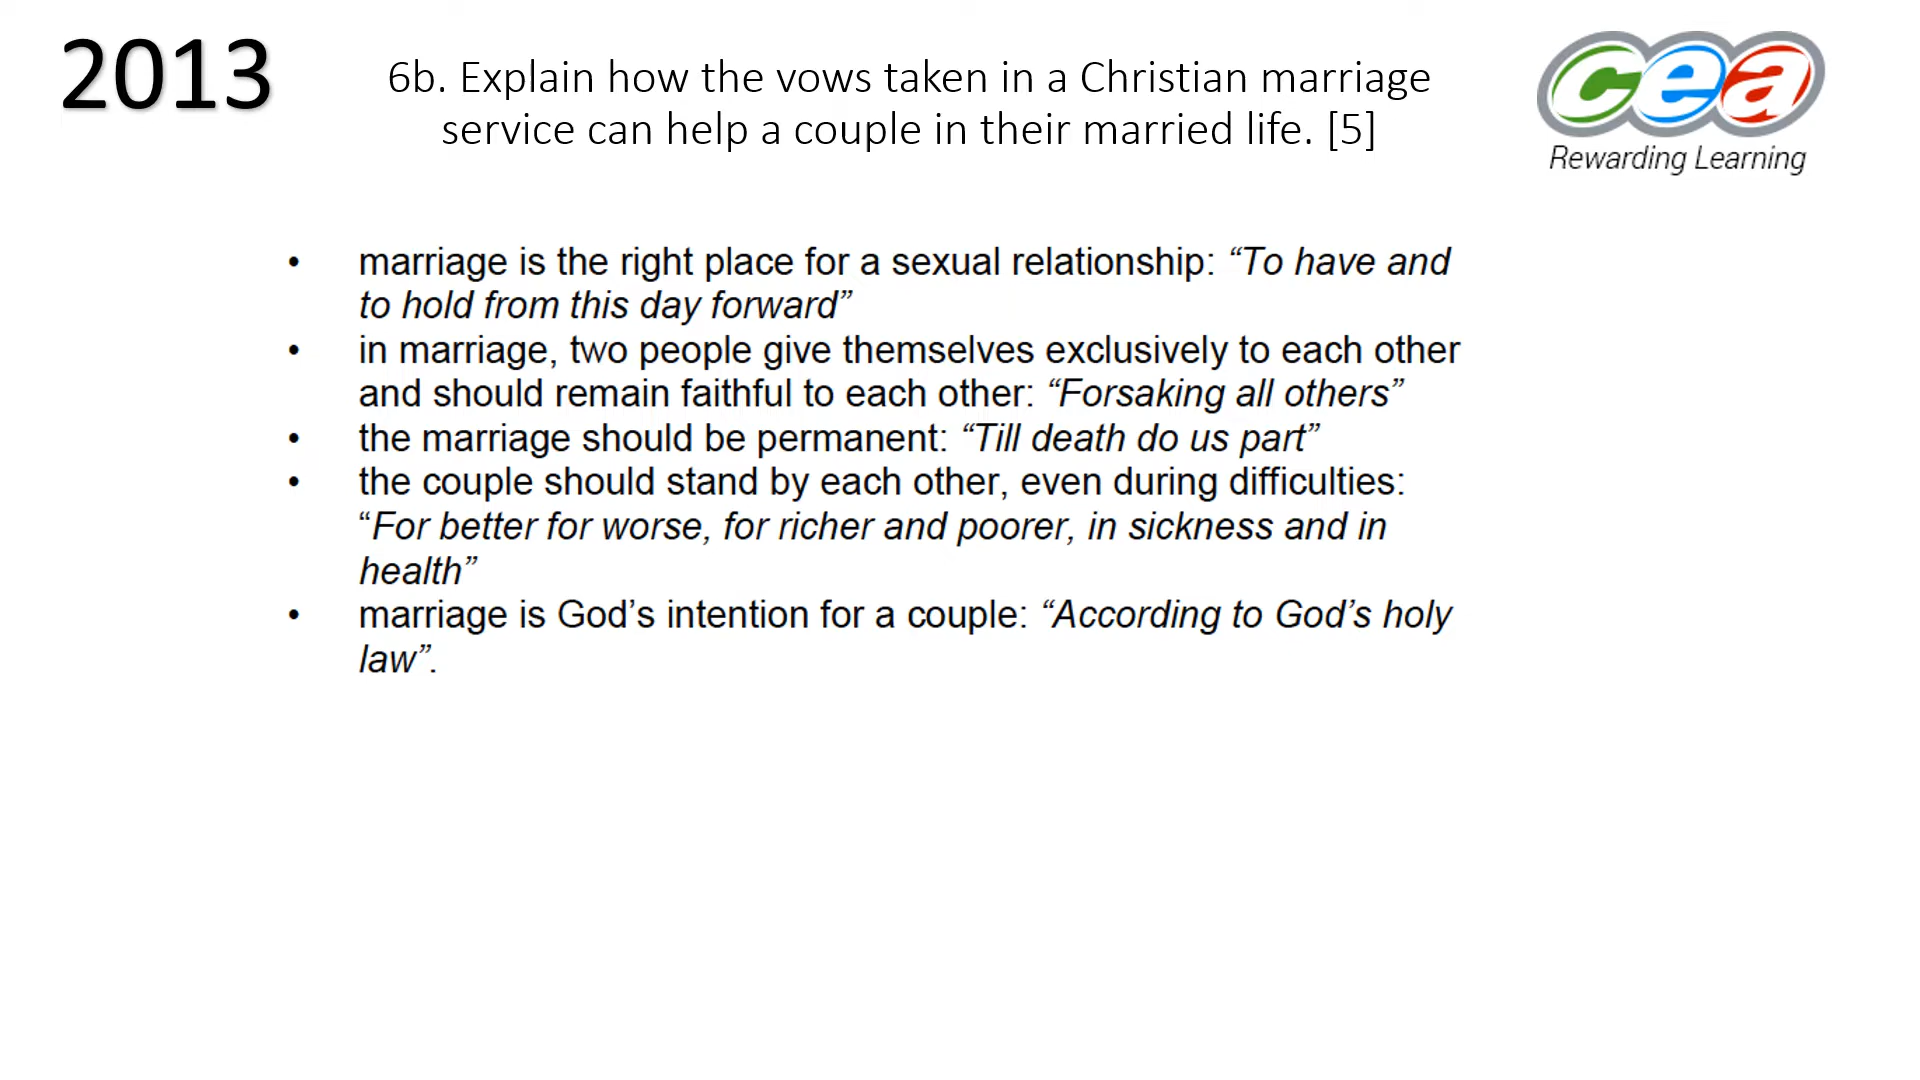 2013
6b. Explain how the vows taken in a Christian marriage
service can help a couple in their married life. [5]
cea
Rewarding Learning
• marriage is the right place for a sexual relationship: “To have and
to hold from this day forward”
• in marriage, two people give themselves exclusively to each other
and should remain faithful to each other: “Forsaking all others”
• the marriage should be permanent: “Till death do us part”
• the couple should stand by each other, even during difficulties:
“For better for worse, for richer and poorer, in sickness and in
health”
• marriage is God’s intention for a couple: “According to God’s holy
law”.